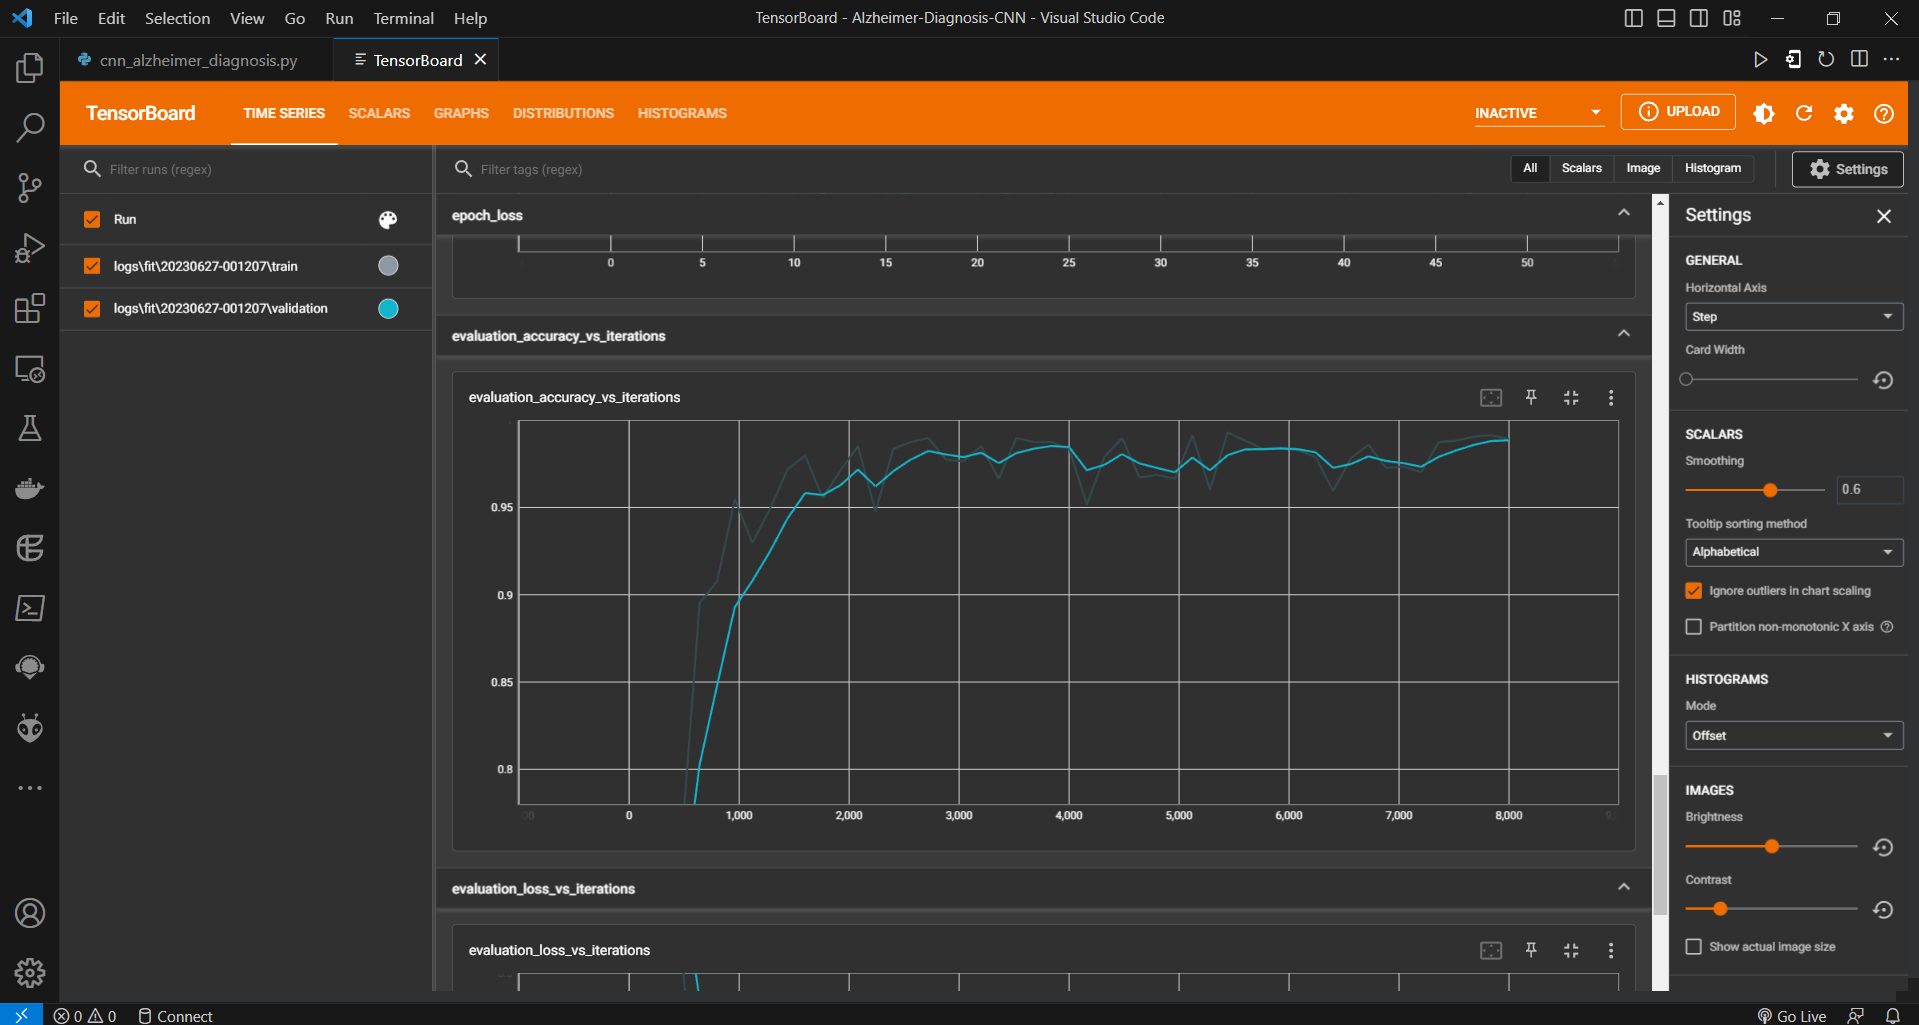 File Edit Selection View Go Run Terminal Help
TensorBoard - Alzheimer-Diagnosis-CNN - Visual Studio Code
cnn_alzheimer_diagnosis.py
TensorBoard
TensorBoard
TIME SERIES SCALARS GRAPHS DISTRIBUTIONS HISTOGRAMS
INACTIVE
UPLOAD
Filter runs (regex)
Run
logs\fit\20230627-001207\train
logs\fit\20230627-001207\validation
Filter tags (regex)
All Scalars Image Histogram
Settings
epoch_loss
0 5 10 15 20 25 30 35 40 45 50
evaluation_accuracy_vs_iterations
evaluation_accuracy_vs_iterations
0.95
0.9
0.85
0.8
0 1,000 2,000 3,000 4,000 5,000 6,000 7,000 8,000
evaluation_loss_vs_iterations
evaluation_loss_vs_iterations
Settings
GENERAL
Horizontal Axis
Step
Card Width
SCALARS
Smoothing
0.6
Tooltip sorting method
Alphabetical
Ignore outliers in chart scaling
Partition non-monotonic X axis
HISTOGRAMS
Mode
Offset
IMAGES
Brightness
Contrast
Show actual image size
0 0 Connect
Go Live